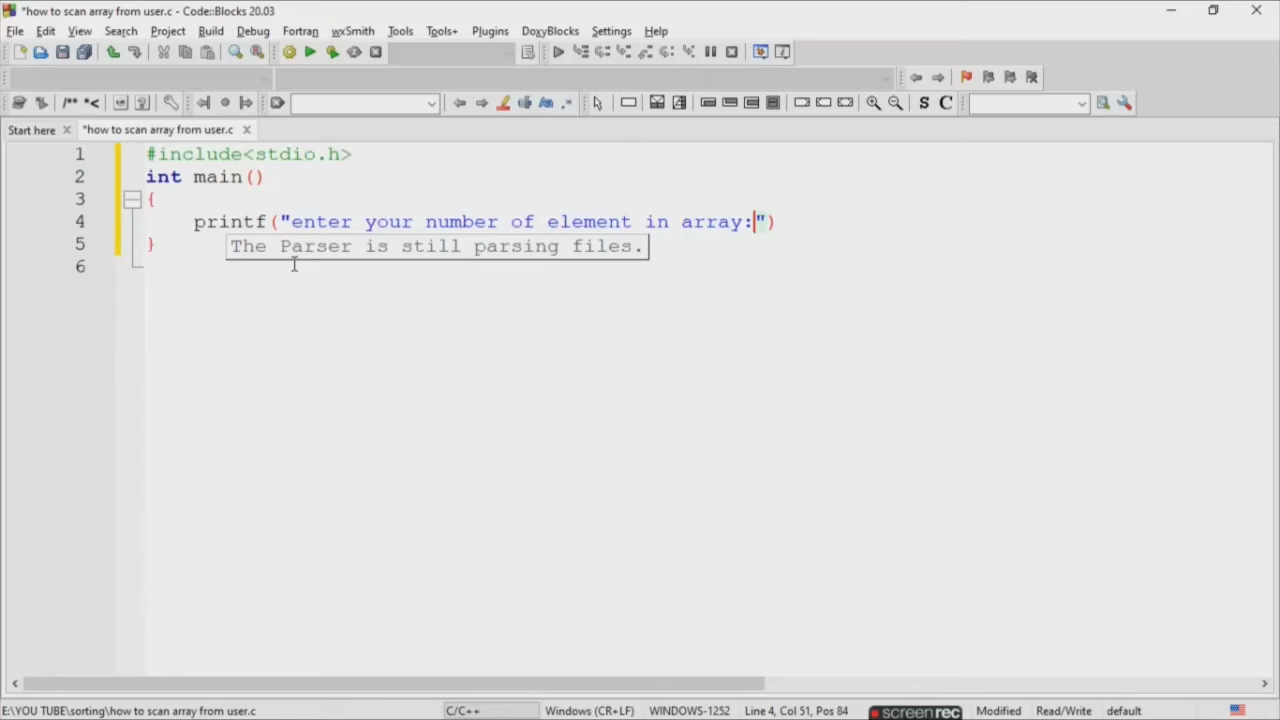 *how to scan array from user.c - Code::Blocks 20.03
File Edit View Search Project Build Debug Fortran wxSmith Tools Tools+ Plugins DoxyBlocks Settings Help
/** *<
S C
Start here *how to scan array from user.c
1 #include<stdio.h>
2 int main()
3 {
4 printf("enter your number of element in array:")
5 }
The Parser is still parsing files.
6
E:\YOU TUBE\sorting\how to scan array from user.c C/C++ Windows (CR+LF) WINDOWS-1252 Line 4, Col 51, Pos 84 screenrec Modified Read/Write default